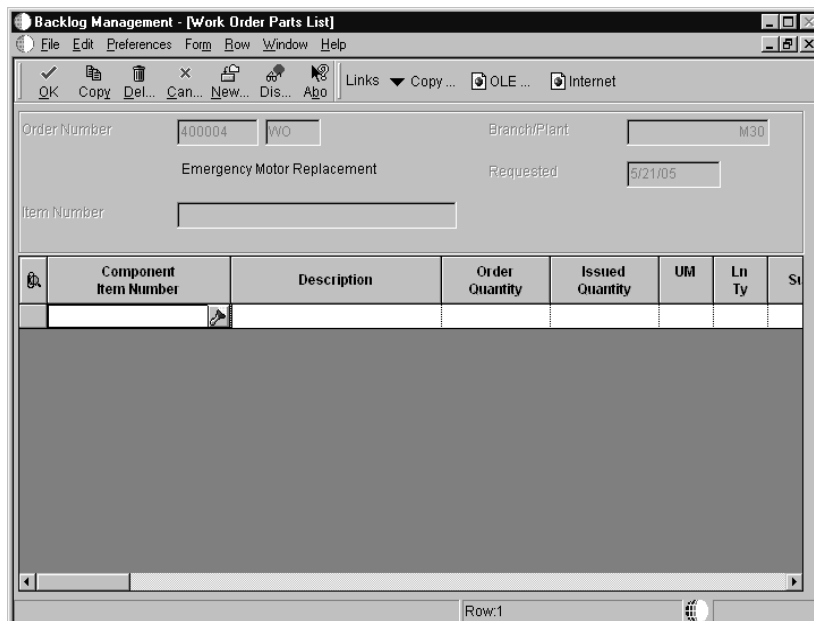 Backlog Management - [Work Order Parts List]
File Edit Preferences Form Row Window Help
OK Copy Del... Can... New... Dis... Abo Links Copy ... OLE ... Internet
Order Number 400004 WO Branch/Plant M30
Emergency Motor Replacement Requested 5/21/05
Item Number
Component Item Number Description Order Quantity Issued Quantity UM Ln Ty Su
Row:1